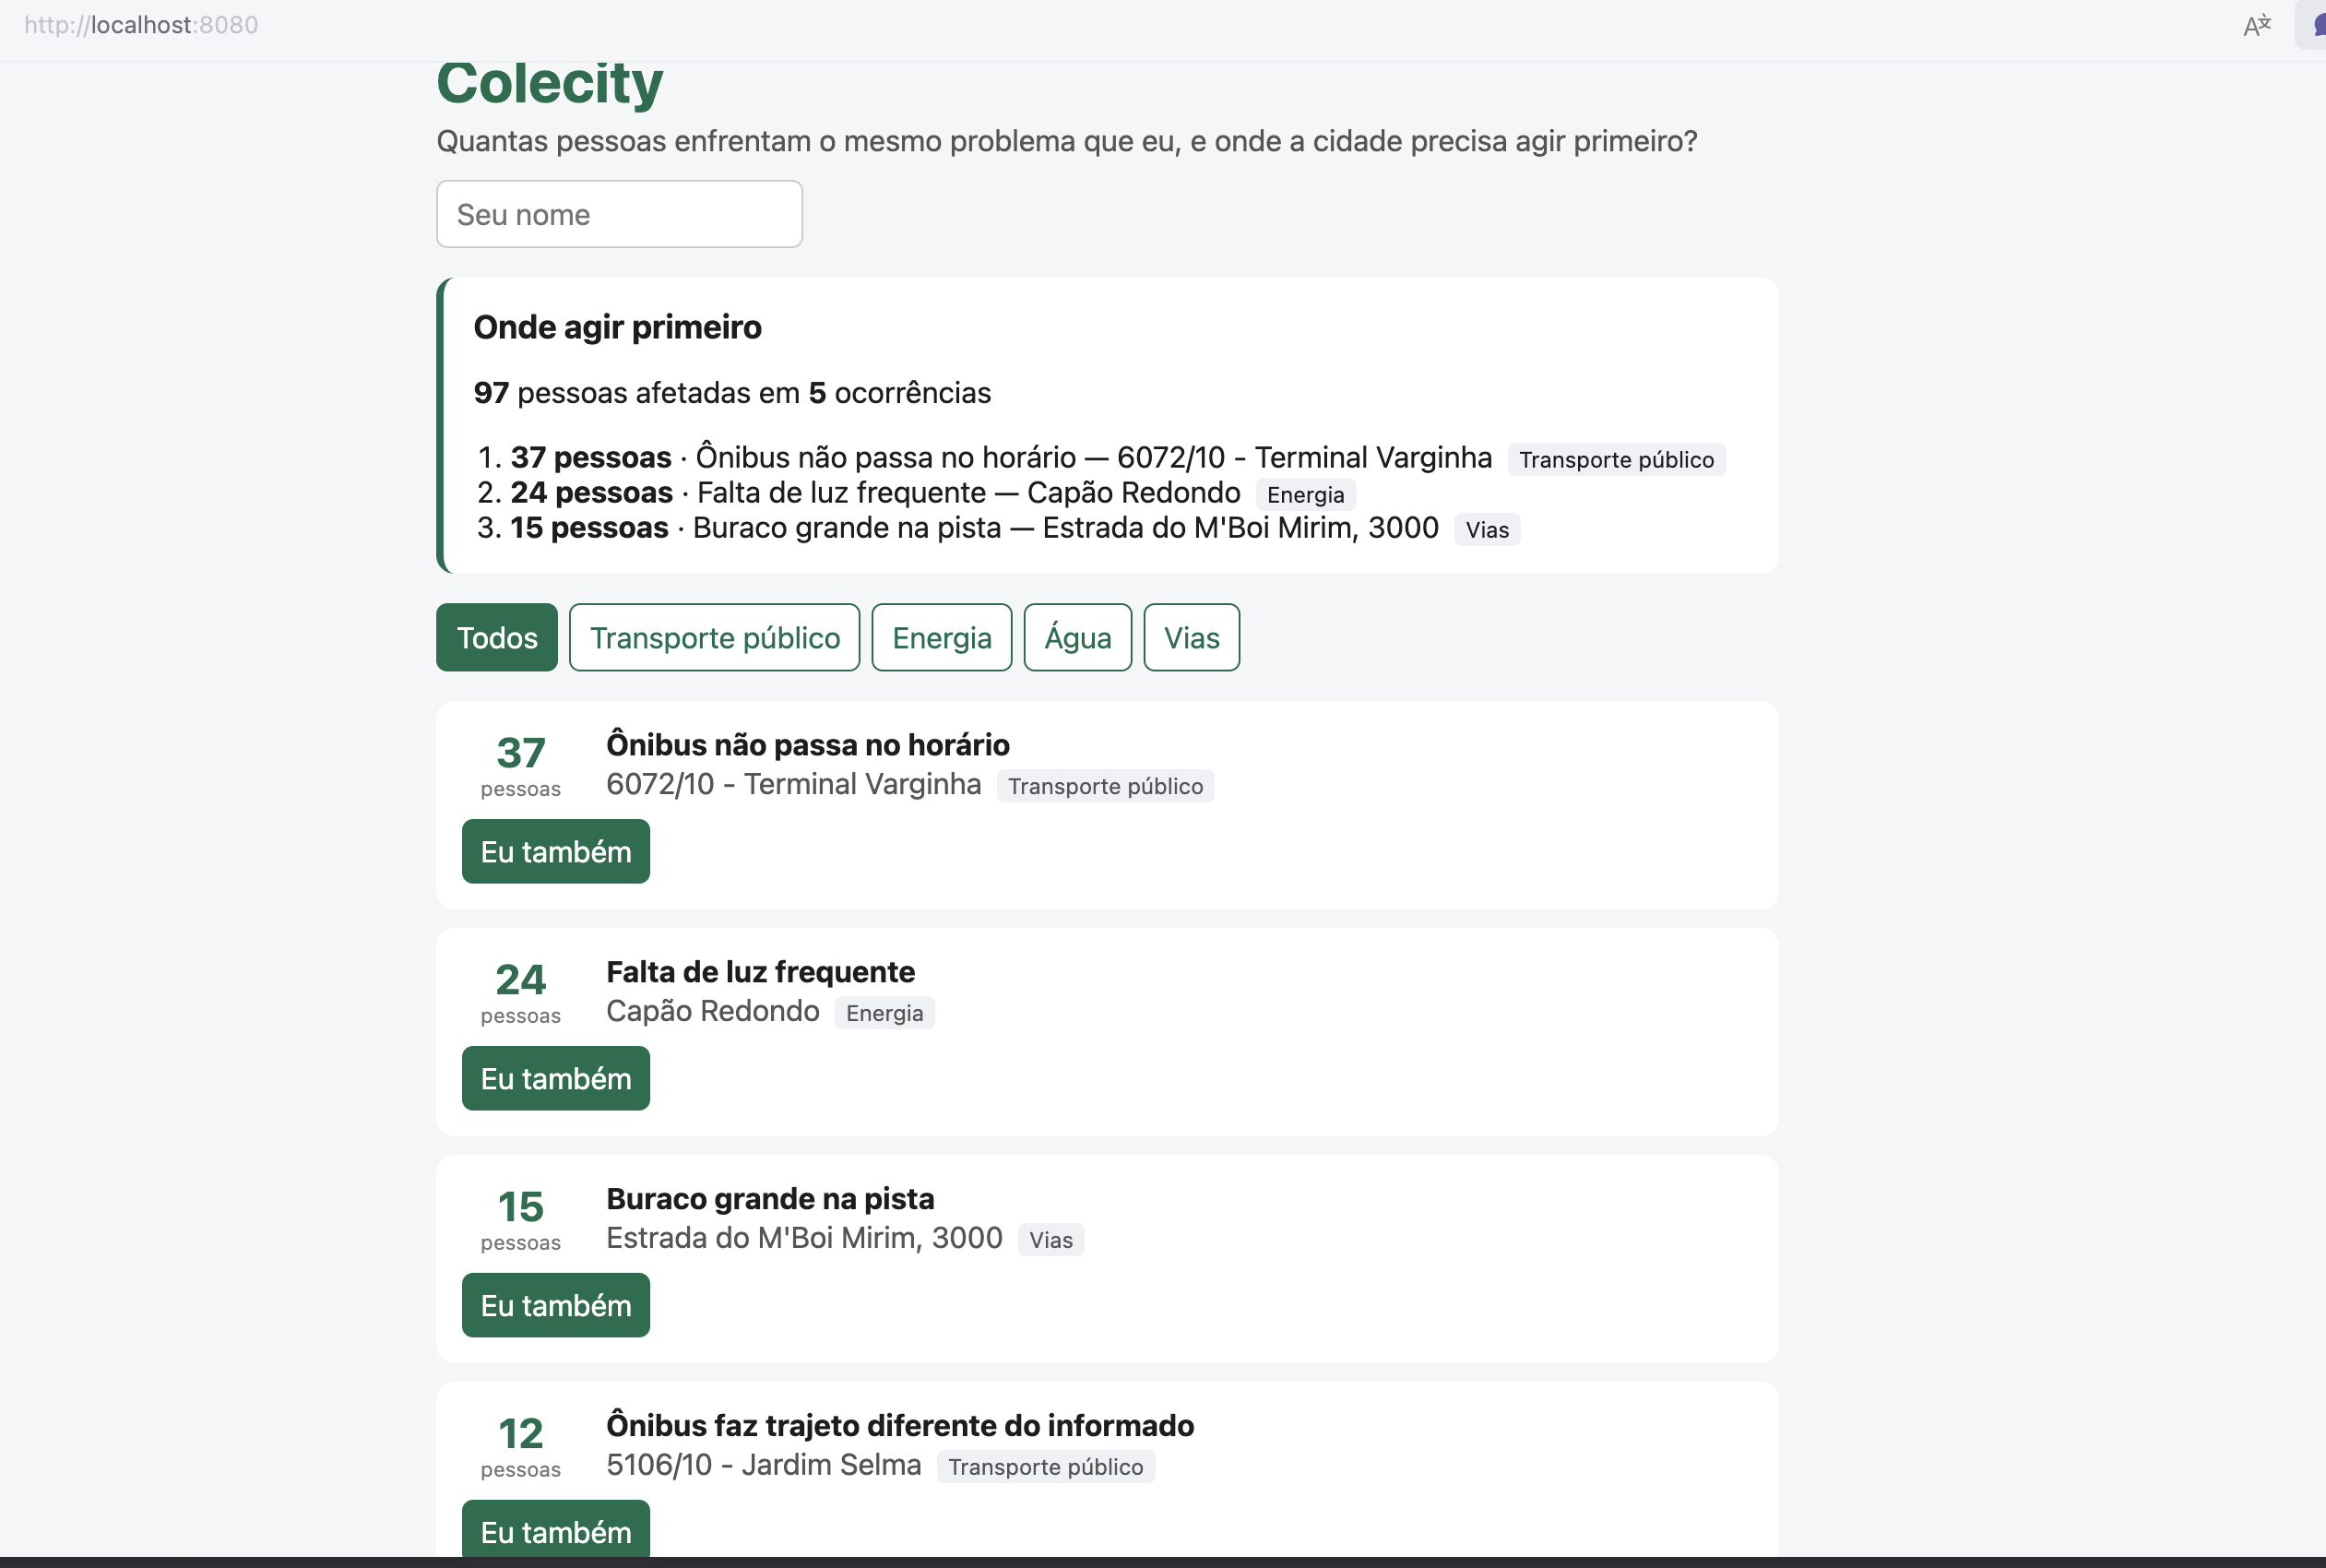 http://localhost:8080
Colecity
Quantas pessoas enfrentam o mesmo problema que eu, e onde a cidade precisa agir primeiro?
Seu nome
Onde agir primeiro
97 pessoas afetadas em 5 ocorrências
1. 37 pessoas · Ônibus não passa no horário — 6072/10 - Terminal Varginha Transporte público
2. 24 pessoas · Falta de luz frequente — Capão Redondo Energia
3. 15 pessoas · Buraco grande na pista — Estrada do M'Boi Mirim, 3000 Vias
Todos Transporte público Energia Água Vias
37 Ônibus não passa no horário
pessoas 6072/10 - Terminal Varginha Transporte público
Eu também
24 Falta de luz frequente
pessoas Capão Redondo Energia
Eu também
15 Buraco grande na pista
pessoas Estrada do M'Boi Mirim, 3000 Vias
Eu também
12 Ônibus faz trajeto diferente do informado
pessoas 5106/10 - Jardim Selma Transporte público
Eu também